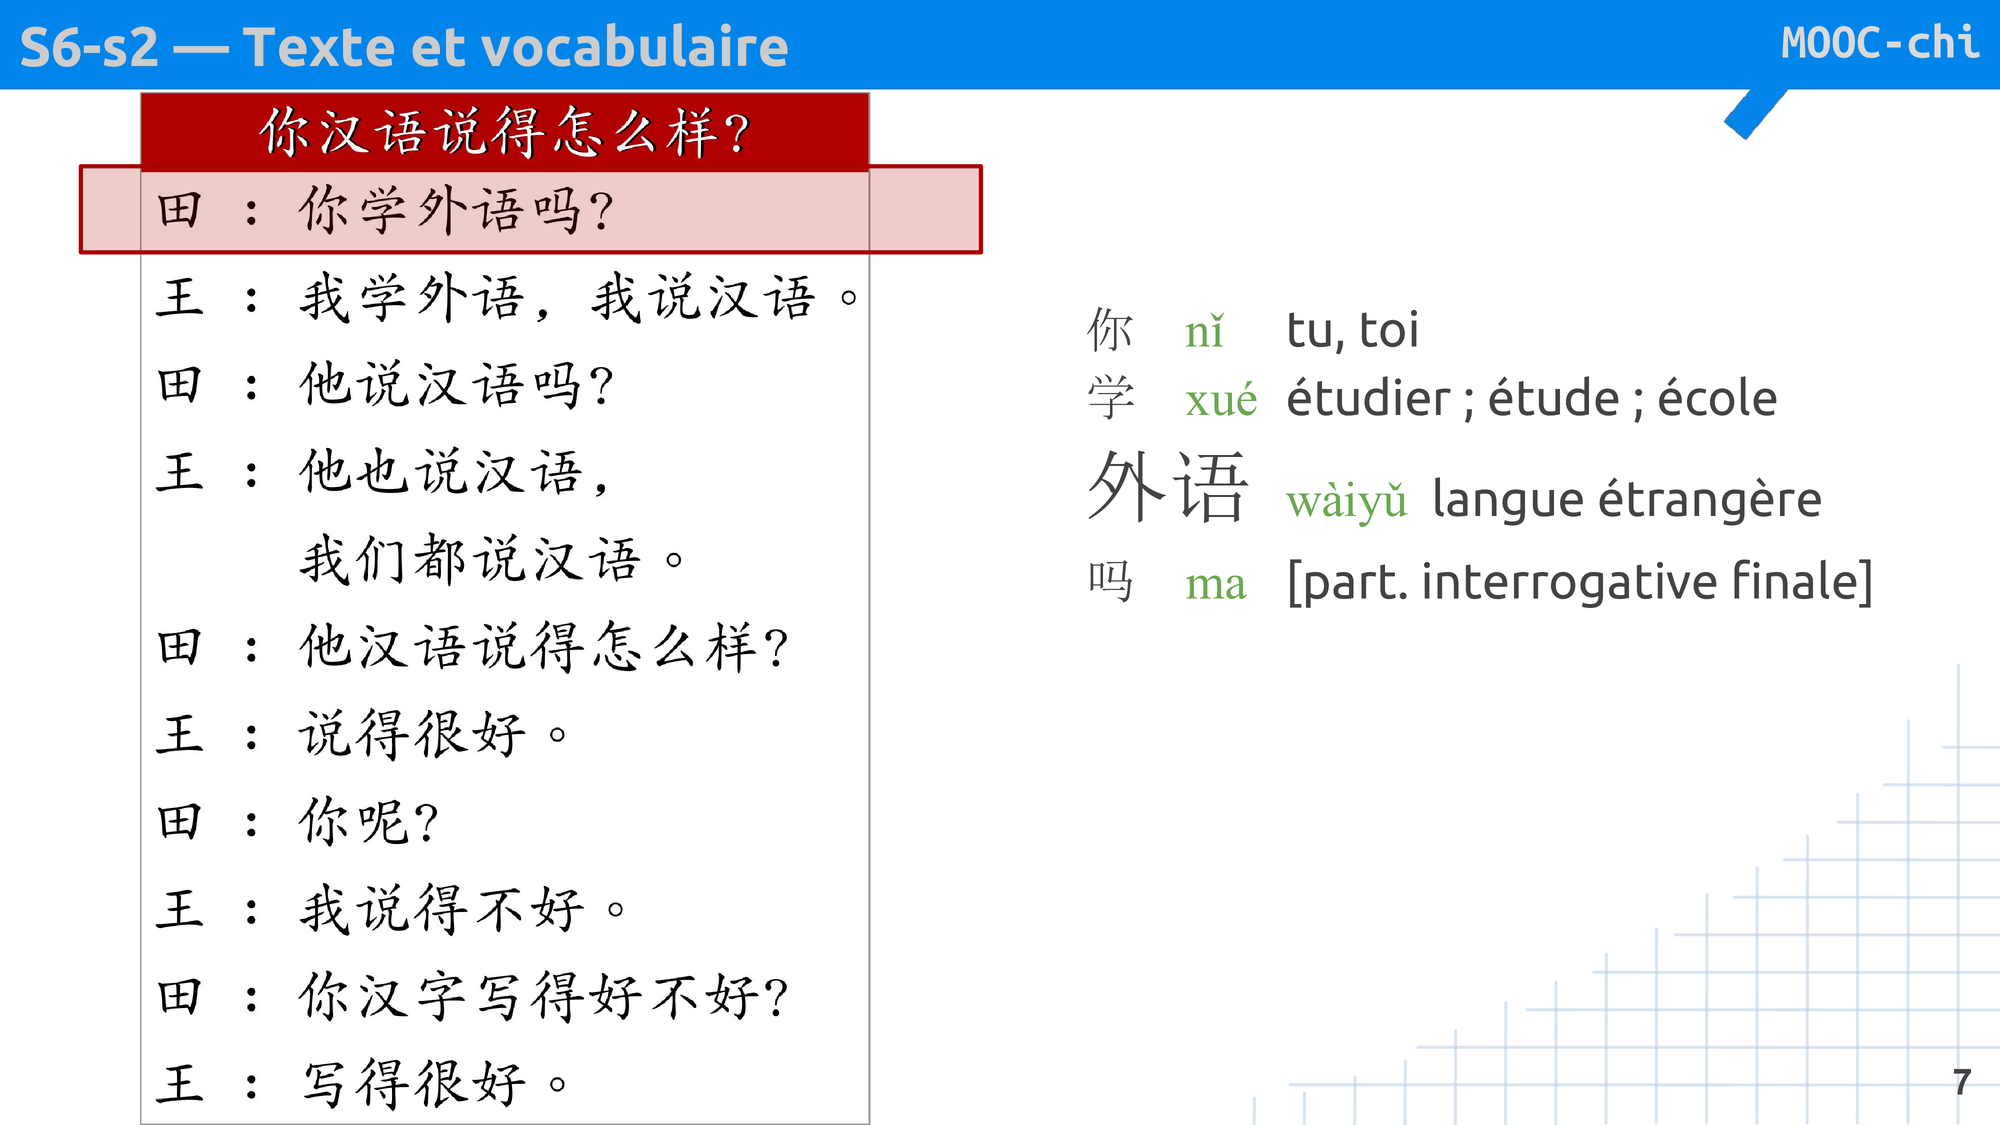 S6-s2 — Texte et vocabulaire
MOOC-chi
你汉语说得怎么样?
田 : 你学外语吗?
王 : 我学外语, 我说汉语。
田 : 他说汉语吗?
王 : 他也说汉语,
我们都说汉语。
田 : 他汉语说得怎么样?
王 : 说得很好。
田 : 你呢?
王 : 我说得不好。
田 : 你汉字写得好不好?
王 : 写得很好。
你 nǐ tu, toi
学 xué étudier ; étude ; école
外语 wàiyǔ langue étrangère
吗 ma [part. interrogative finale]
7